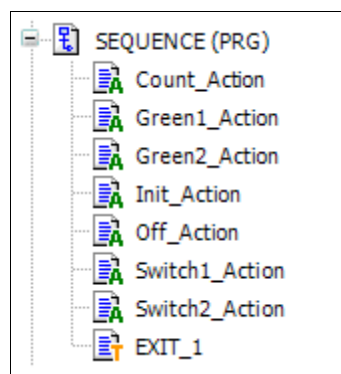 SEQUENCE (PRG)
Count_Action
Green1_Action
Green2_Action
Init_Action
Off_Action
Switch1_Action
Switch2_Action
EXIT_1